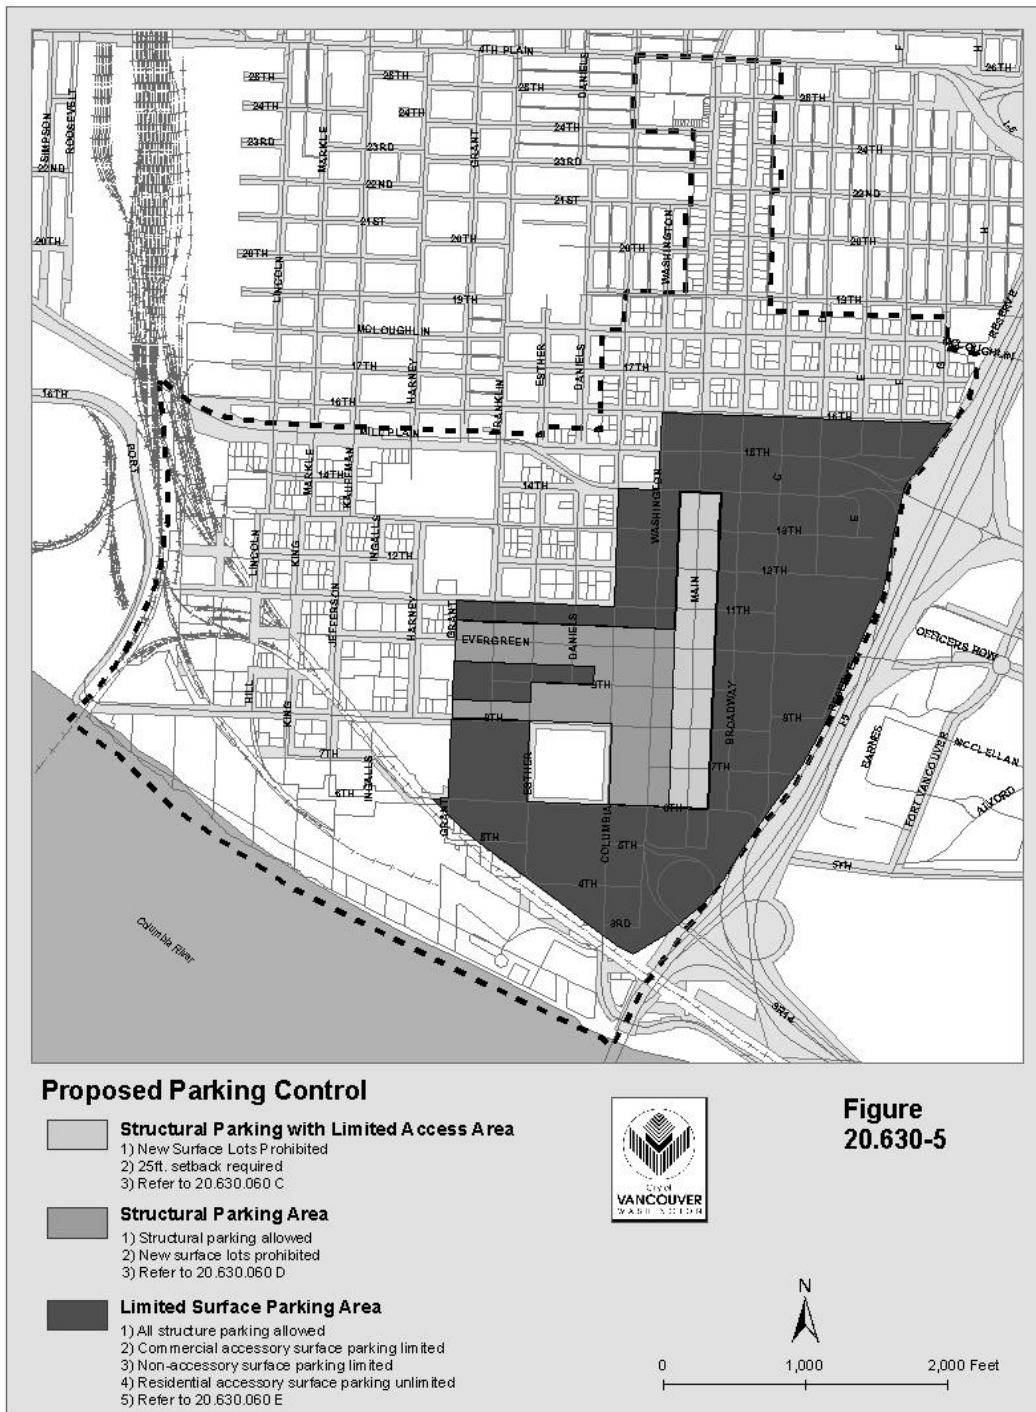 4TH PLAIN
F
H
26TH
25TH
DANIELS
25TH
26TH
25TH
I-5
SIMPSON
ROOSEVELT
24TH
24TH
24TH
23RD
MARKLE
23RD
GRANT
23RD
24TH
22ND
22ND
22ND
21ST
21ST
20TH
20TH
20TH
20TH
WASHINGTON
20TH
H
LINCOLN
19TH
19TH
RESERVE
MCLOUGHLIN
MCLOUGHLIN
17TH
HARNEY
ESTHER
DANIELS
17TH
E
F
G
16TH
16TH
FRANKLIN
16TH
MILL PLAIN
PORT
15TH
MARKLE
14TH
KAUFFMAN
14TH
WASHINGTON
C
E
LINCOLN
KING
INGALLS
12TH
13TH
12TH
MAIN
JEFFERSON
HARNEY
GRANT
11TH
EVERGREEN
DANIELS
OFFICERS ROW
9TH
HILL
KING
8TH
BROADWAY
8TH
I-5
BARNES
FORT VANCOUVER
MCCLELLAN
ALVORD
7TH
INGALLS
6TH
ESTHER
7TH
GRANT
6TH
COLUMBIA
6TH
5TH
5TH
4TH
3RD
Columbia River
SR14
Proposed Parking Control
Structural Parking with Limited Access Area
1) New Surface Lots Prohibited
2) 25ft. setback required
3) Refer to 20.630.060 C
Structural Parking Area
1) Structural parking allowed
2) New surface lots prohibited
3) Refer to 20.630.060 D
Limited Surface Parking Area
1) All structure parking allowed
2) Commercial accessory surface parking limited
3) Non-accessory surface parking limited
4) Residential accessory surface parking unlimited
5) Refer to 20.630.060 E
City of
VANCOUVER
WASHINGTON
Figure
20.630-5
N
0 1,000 2,000 Feet